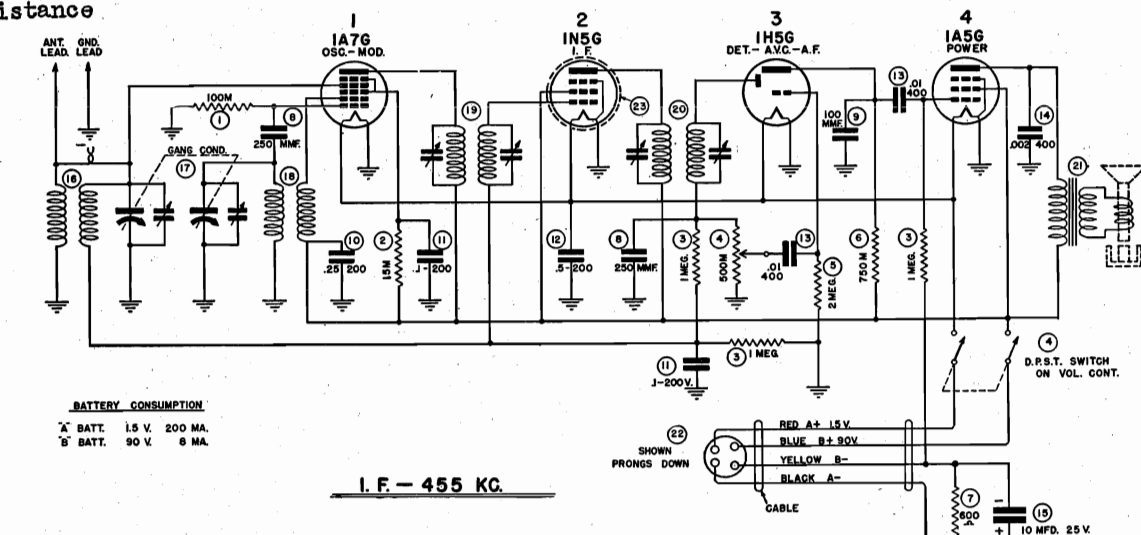 istance
ANT. LEAD
GND. LEAD
1
1A7G
OSC.-MOD.
2
1N5G
I. F.
3
1H5G
DET.- A.V.C.-A.F.
4
1A5G
POWER
100M
1
8
250 MMF.
GANG COND.
17
16
18
10
.25 200
2
15M
11
.1-200
19
12
.5-200
23
20
8
250 MMF.
3
1 MEG.
4
500M
13
.01
400
5
2 MEG.
100
MMF.
9
13
.01
400
6
750M
3
1 MEG.
14
.002 400
21
11
.1-200V.
3
1 MEG.
4
D.P.S.T. SWITCH
ON VOL. CONT.
BATTERY CONSUMPTION
"A" BATT. 1.5 V. 200 MA.
"B" BATT. 90 V. 8 MA.
I. F. — 455 KC.
22
SHOWN
PRONGS DOWN
RED A+ 1.5V.
BLUE B+ 90V.
YELLOW B-
BLACK A-
CABLE
7
600
Ω
-
+
15
10 MFD. 25 V.